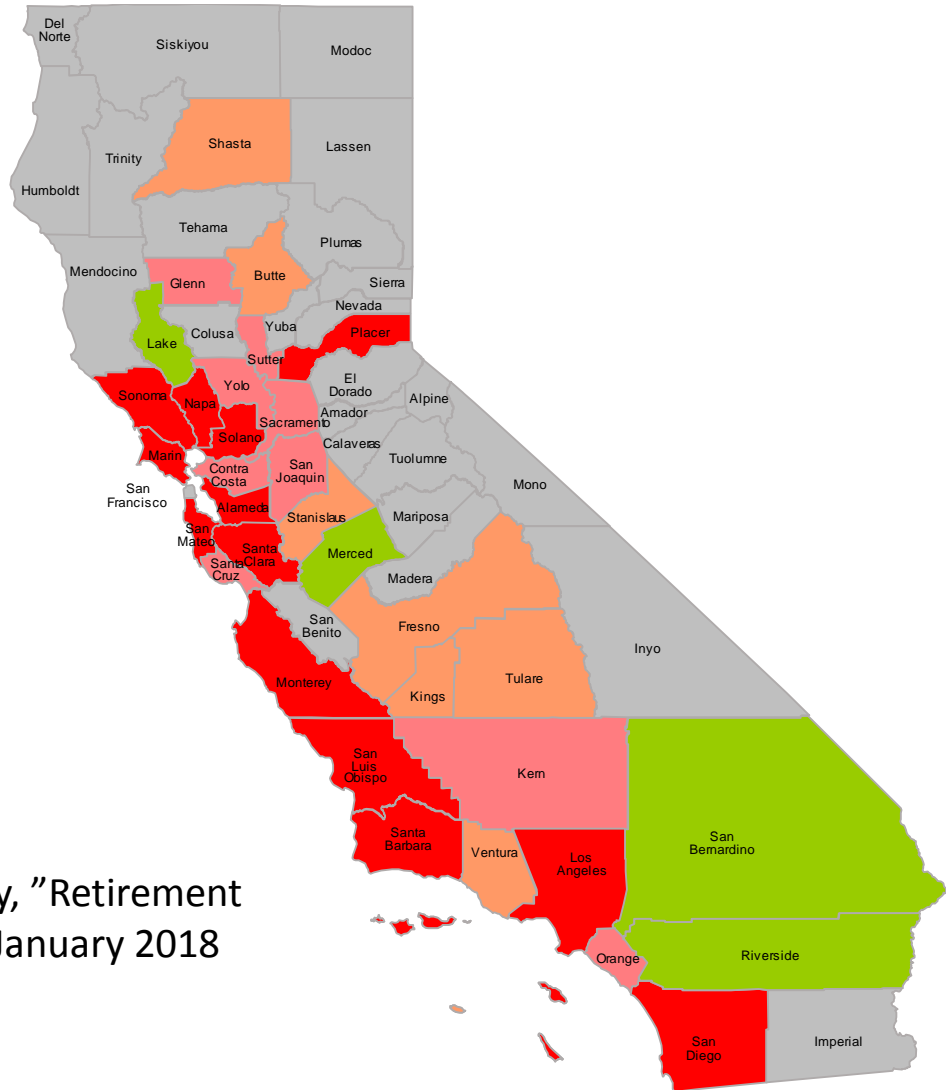 Del
Norte
Siskiyou
Modoc
Shasta
Lassen
Trinity
Humboldt
Tehama
Plumas
Mendocino
Glenn
Butte
Sierra
Nevada
Colusa
Yuba
Placer
Lake
Sutter
Yolo
El
Dorado
Sonoma
Napa
Alpine
Sacramento
Amador
Solano
Calaveras
Marin
Contra
Costa
San
Joaquin
Tuolumne
Mono
San
Francisco
Alameda
Stanislaus
Mariposa
San
Mateo
Santa
Clara
Merced
Santa
Cruz
Madera
San
Benito
Fresno
Inyo
Monterey
Kings
Tulare
San
Luis
Obispo
Kern
Santa
Barbara
Ventura
Los
Angeles
San
Bernardino
y, ”Retirement
January 2018
Orange
Riverside
San
Diego
Imperial